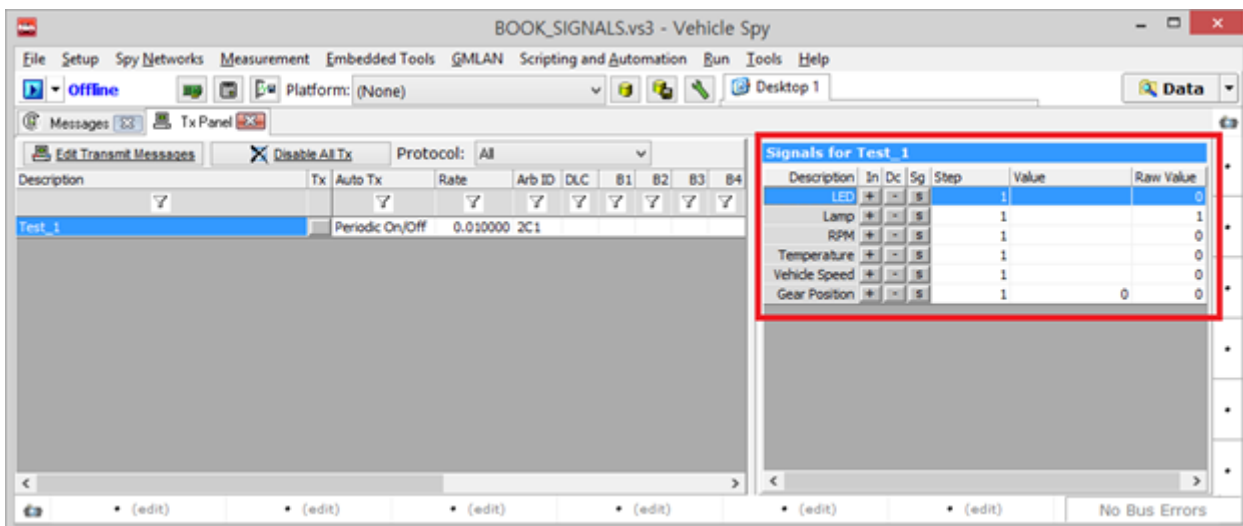 BOOK_SIGNALS.vs3 - Vehicle Spy
File Setup Spy Networks Measurement Embedded Tools GMLAN Scripting and Automation Run Tools Help
Offline Platform: (None) Desktop 1 Data
Messages Tx Panel
Edit Transmit Messages Disable All Tx Protocol: All
Description Tx Auto Tx Rate Arb ID DLC B1 B2 B3 B4
Test_1 Periodic On/Off 0.010000 2C1
Signals for Test_1
Description In Dc Sg Step Value Raw Value
LED + - s 1 0
Lamp + - s 1 1
RPM + - s 1 0
Temperature + - s 1 0
Vehicle Speed + - s 1 0
Gear Position + - s 1 0 0
(edit) (edit) (edit) (edit) (edit) (edit) No Bus Errors